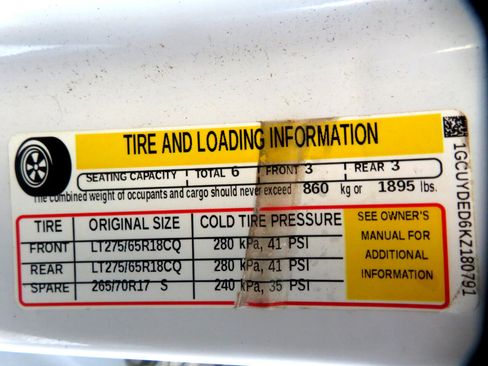 TIRE AND LOADING INFORMATION
SEATING CAPACITY TOTAL 6 FRONT 3 REAR 3
The combined weight of occupants and cargo should never exceed 860 kg or 1895 lbs.
TIRE ORIGINAL SIZE COLD TIRE PRESSURE
FRONT LT275/65R18CQ 280 kPa, 41 PSI
REAR LT275/65R18CQ 280 kPa, 41 PSI
SPARE 265/70R17 S 240 kPa, 35 PSI
SEE OWNER'S
MANUAL FOR
ADDITIONAL
INFORMATION
1GCUYDED6KZ180791